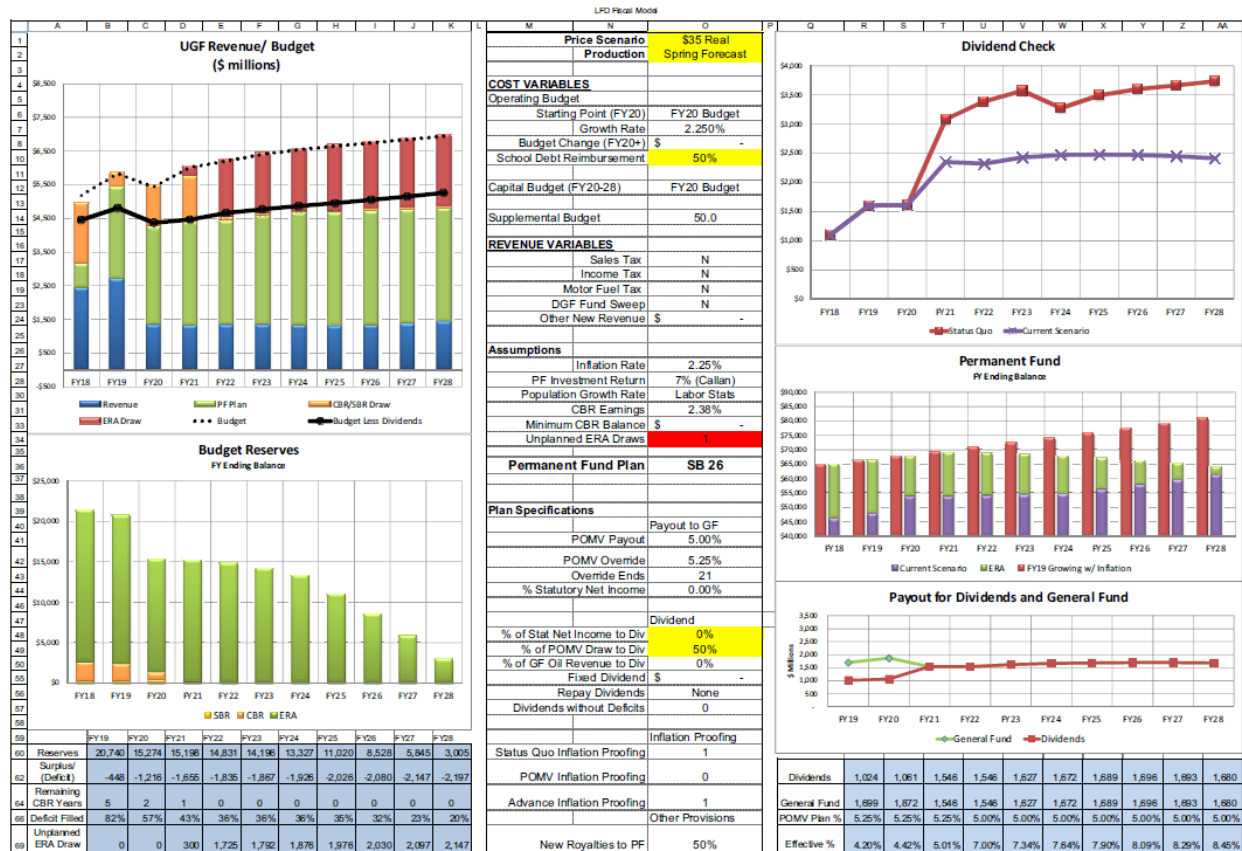 LFD Fiscal Model
A B C D E F G H I J K L M N O P Q R S T U V W X Y Z AA
UGF Revenue/ Budget
($ millions)
$8,500
$7,500
$6,500
$5,500
$4,500
$3,500
$2,500
$1,500
$500
-$500
FY18 FY19 FY20 FY21 FY22 FY23 FY24 FY25 FY26 FY27 FY28
Revenue PF Plan CBR/SBR Draw
ERA Draw Budget Budget Less Dividends
Budget Reserves
FY Ending Balance
$25,000
$20,000
$15,000
$10,000
$5,000
$0
FY18 FY19 FY20 FY21 FY22 FY23 FY24 FY25 FY26 FY27 FY28
SBR CBR ERA
FY19 FY20 FY21 FY22 FY23 FY24 FY25 FY26 FY27 FY28
Reserves 20,740 15,274 15,198 14,831 14,196 13,327 11,020 8,528 5,845 3,005
Surplus/
(Deficit) -448 -1,216 -1,655 -1,835 -1,867 -1,926 -2,026 -2,080 -2,147 -2,197
Remaining
CBR Years 5 2 1 0 0 0 0 0 0 0
Deficit Filled 82% 57% 43% 36% 36% 36% 35% 32% 23% 20%
Unplanned
ERA Draw 0 0 300 1,725 1,792 1,876 1,976 2,030 2,097 2,147
Price Scenario $35 Real
Production Spring Forecast
COST VARIABLES
Operating Budget
Starting Point (FY20) FY20 Budget
Growth Rate 2.250%
Budget Change (FY20+) $ -
School Debt Reimbursement 50%
Capital Budget (FY20-28) FY20 Budget
Supplemental Budget 50.0
REVENUE VARIABLES
Sales Tax N
Income Tax N
Motor Fuel Tax N
DGF Fund Sweep N
Other New Revenue $ -
Assumptions
Inflation Rate 2.25%
PF Investment Return 7% (Callan)
Population Growth Rate Labor Stats
CBR Earnings 2.38%
Minimum CBR Balance $ -
Unplanned ERA Draws 1
Permanent Fund Plan SB 26
Plan Specifications
Payout to GF
POMV Payout 5.00%
POMV Override 5.25%
Override Ends 21
% Statutory Net Income 0.00%
Dividend
% of Stat Net Income to Div 0%
% of POMV Draw to Div 50%
% of GF Oil Revenue to Div 0%
Fixed Dividend $ -
Repay Dividends None
Dividends without Deficits 0
Inflation Proofing
Status Quo Inflation Proofing 1
POMV Inflation Proofing 0
Advance Inflation Proofing 1
Other Provisions
New Royalties to PF 50%
Dividend Check
$4,000
$3,500
$3,000
$2,500
$2,000
$1,500
$1,000
$500
$0
FY18 FY19 FY20 FY21 FY22 FY23 FY24 FY25 FY26 FY27 FY28
Status Quo Current Scenario
Permanent Fund
FY Ending Balance
$90,000
$85,000
$80,000
$75,000
$70,000
$65,000
$60,000
$55,000
$50,000
$45,000
$40,000
FY18 FY19 FY20 FY21 FY22 FY23 FY24 FY25 FY26 FY27 FY28
Current Scenario ERA FY19 Growing w/ Inflation
Payout for Dividends and General Fund
$ Millions
3,500
3,000
2,500
2,000
1,500
1,000
500
-
FY19 FY20 FY21 FY22 FY23 FY24 FY25 FY26 FY27 FY28
General Fund Dividends
Dividends 1,024 1,061 1,546 1,546 1,627 1,672 1,689 1,696 1,693 1,680
General Fund 1,699 1,872 1,546 1,546 1,627 1,672 1,689 1,696 1,693 1,680
POMV Plan % 5.25% 5.25% 5.25% 5.00% 5.00% 5.00% 5.00% 5.00% 5.00% 5.00%
Effective % 4.20% 4.42% 5.01% 7.00% 7.34% 7.64% 7.90% 8.09% 8.29% 8.45%